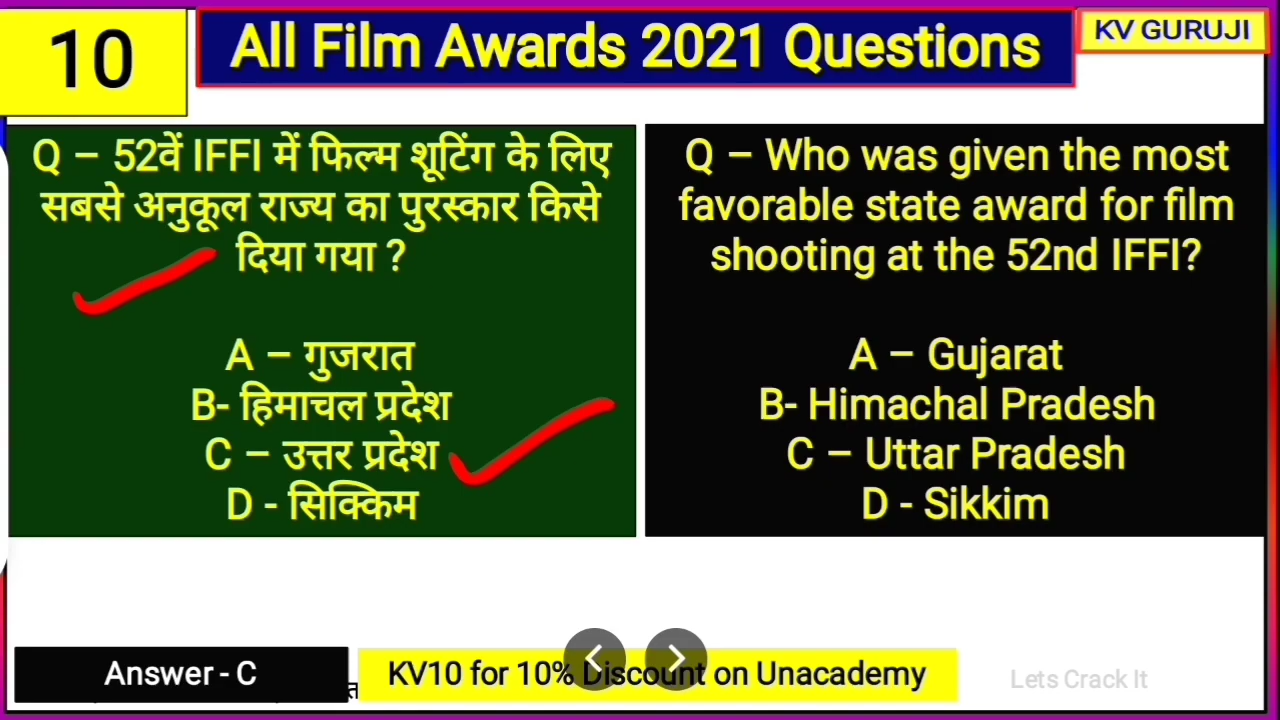 10
All Film Awards 2021 Questions
KV GURUJI
Q – 52वें IFFI में फिल्म शूटिंग के लिए
सबसे अनुकूल राज्य का पुरस्कार किसे
दिया गया ?
A – गुजरात
B- हिमाचल प्रदेश
C – उत्तर प्रदेश
D - सिक्किम
Q – Who was given the most
favorable state award for film
shooting at the 52nd IFFI?
A – Gujarat
B- Himachal Pradesh
C – Uttar Pradesh
D - Sikkim
Answer - C
KV10 for 10% Discount on Unacademy
Lets Crack It